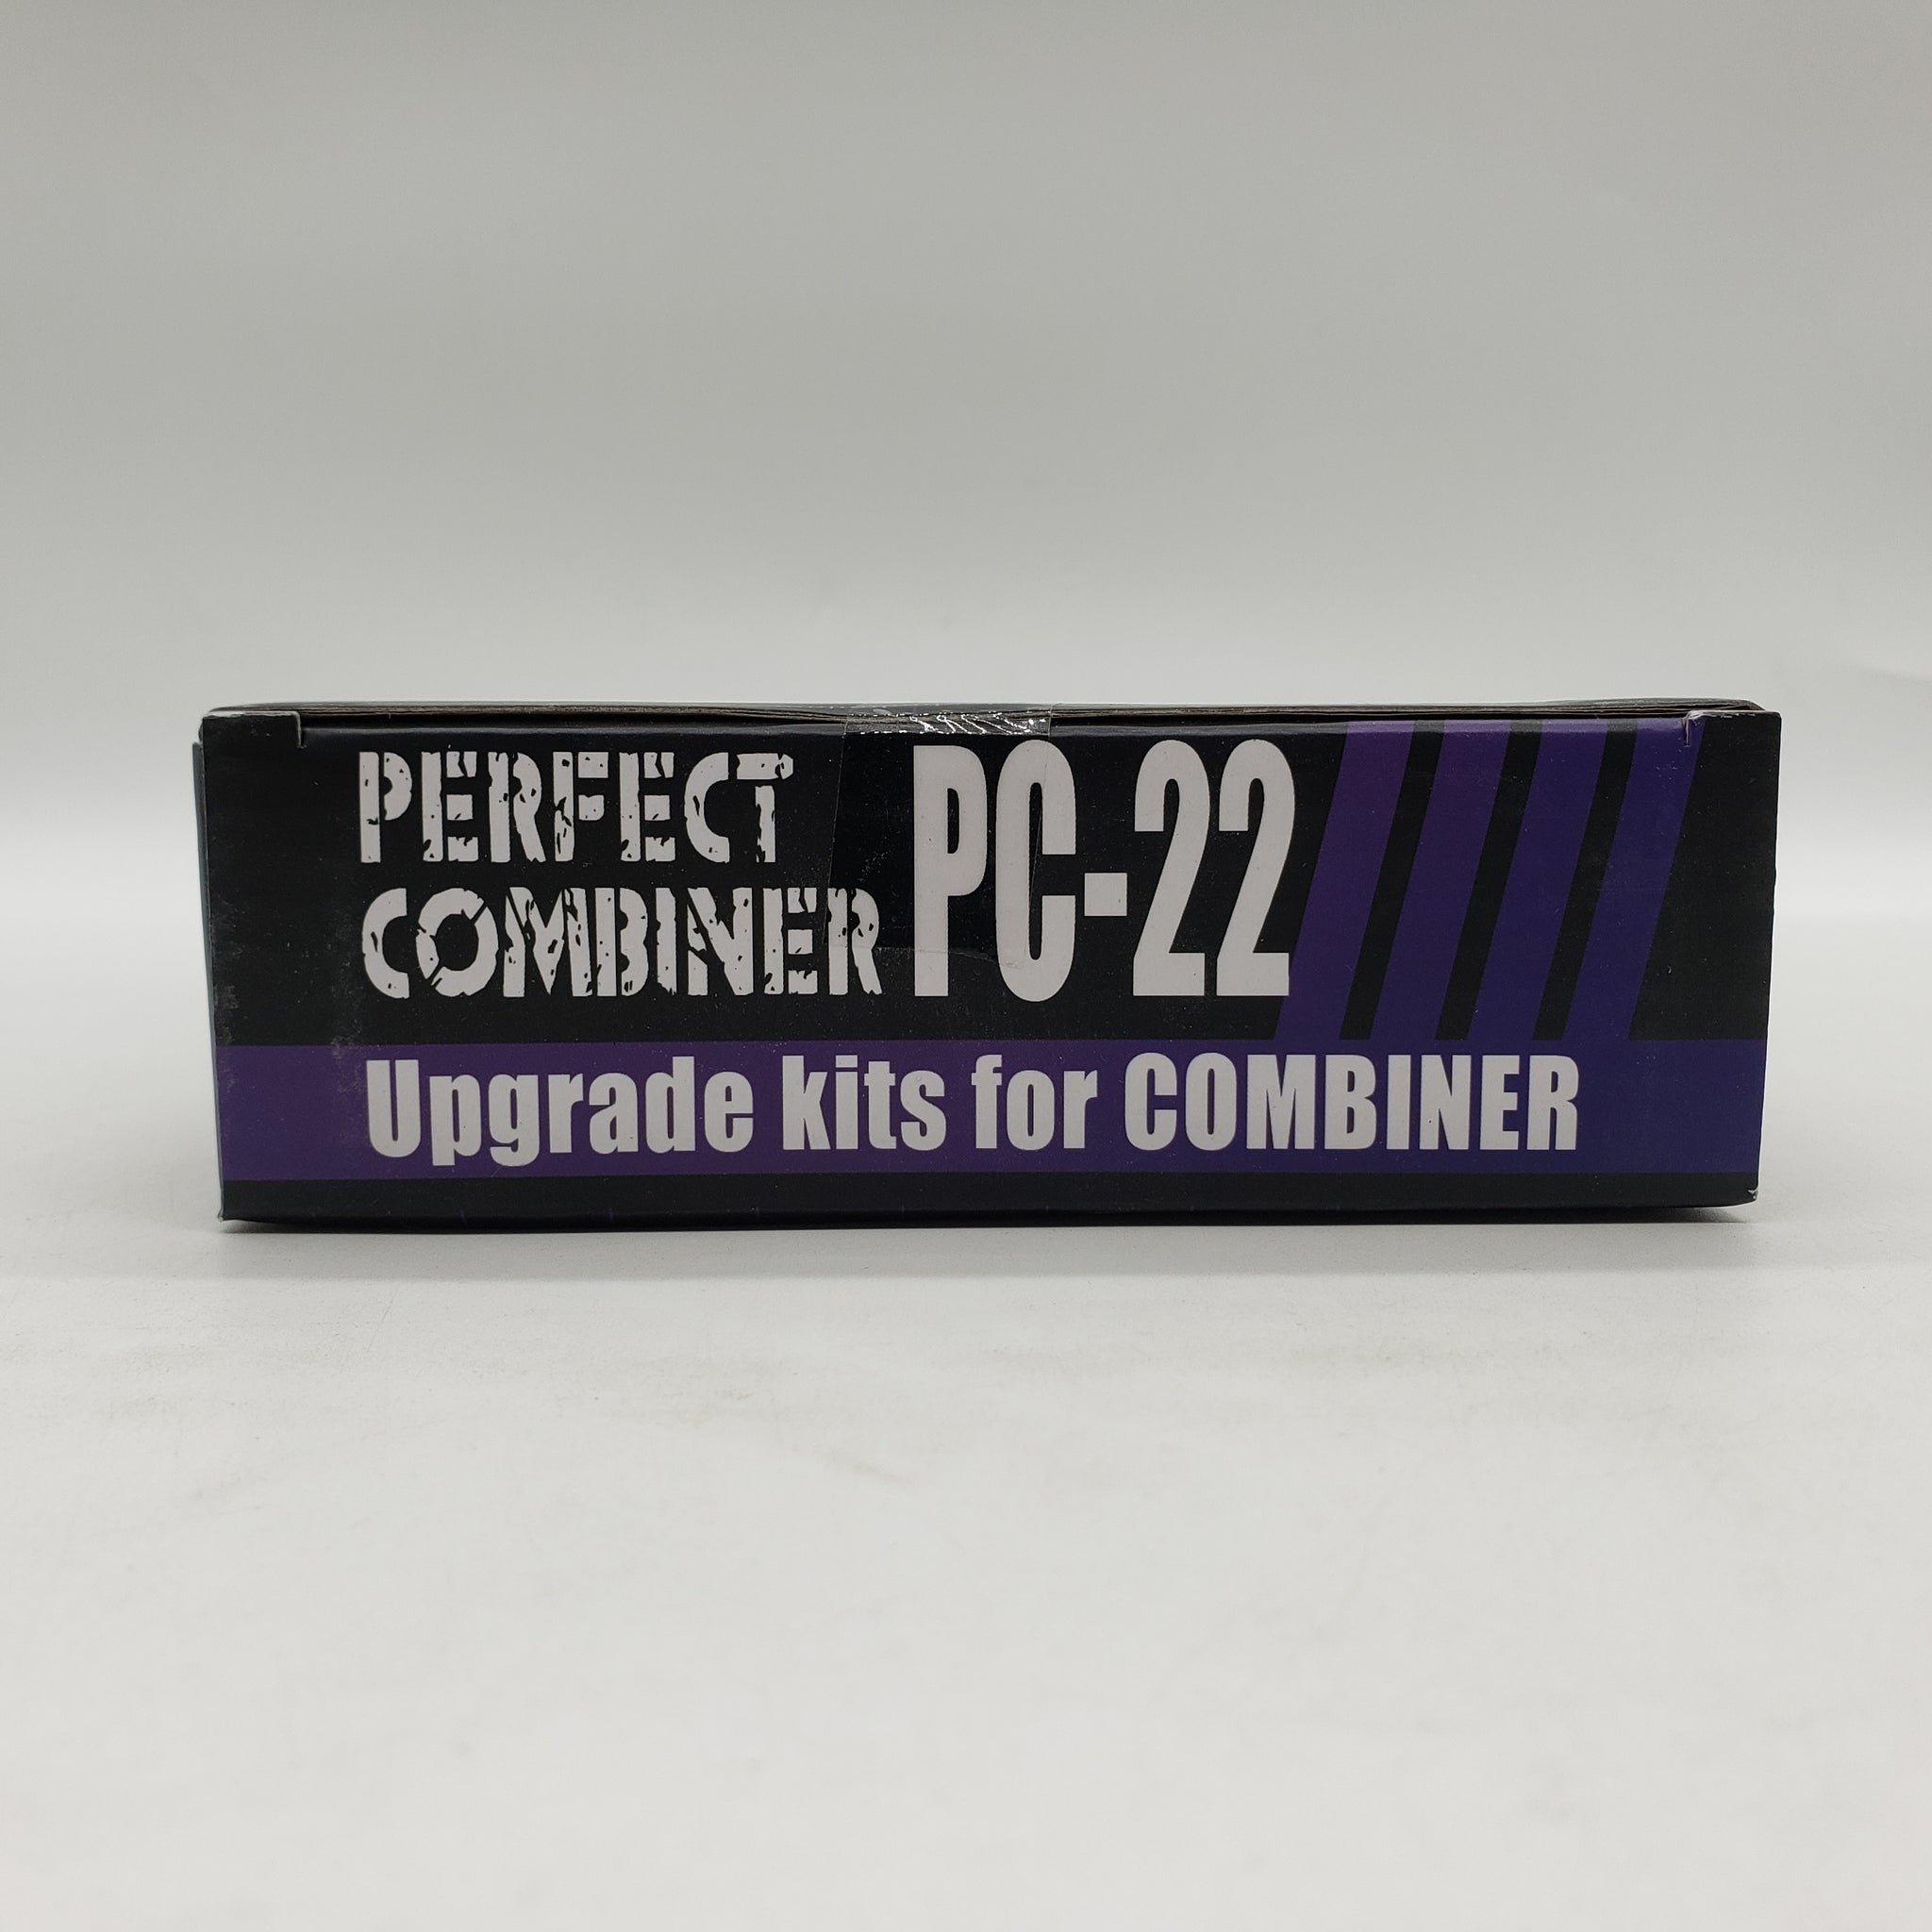 PERFECT
COMBINER PC-22
Upgrade kits for COMBINER